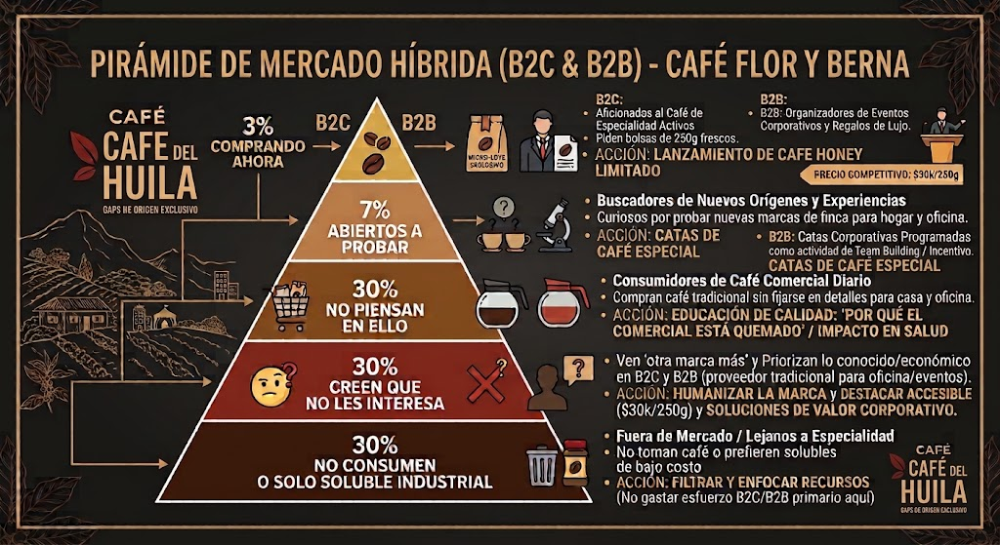 PIRÁMIDE DE MERCADO HÍBRIDA (B2C & B2B) - CAFÉ FLOR Y BERNA
CAFÉ
CAFE DEL
HUILA
GAPS DE ORIGEN EXCLUSIVO
3%
COMPRANDO
AHORA
B2C
B2B
B2C:
Aficionados al Café de
Especialidad Activos
Piden bolsas de 250g frescos.
ACCIÓN: LANZAMIENTO DE CAFE HONEY
LIMITADO
B2B:
B2B: Organizadores de Eventos
Corporativos y Regalos de Lujo.
PRECIO COMPETITIVO: $30k/250g
7%
ABIERTOS A
PROBAR
Buscadores de Nuevos Orígenes y Experiencias
Curiosos por probar nuevas marcas de finca para hogar y oficina.
ACCIÓN: CATAS DE
CAFÉ ESPECIAL
B2B: Catas Corporativas Programadas
como actividad de Team Building / Incentivo.
CATAS DE CAFÉ ESPECIAL
30%
NO PIENSAN
EN ELLO
Consumidores de Café Comercial Diario
Compran café tradicional sin fijarse en detalles para casa y oficina.
ACCIÓN: EDUCACIÓN DE CALIDAD: 'POR QUÉ EL
COMERCIAL ESTÁ QUEMADO' / IMPACTO EN SALUD
30%
CREEN QUE
NO LES INTERESA
Ven 'otra marca más' y Priorizan lo conocido/económico
en B2C y B2B (proveedor tradicional para oficina/eventos).
ACCIÓN: HUMANIZAR LA MARCA y DESTACAR ACCESIBLE
($30k/250g) y SOLUCIONES DE VALOR CORPORATIVO.
30%
NO CONSUMEN
O SOLO SOLUBLE INDUSTRIAL
Fuera de Mercado / Lejanos a Especialidad
No toman café o prefieren solubles
de bajo costo
ACCIÓN: FILTRAR Y ENFOCAR RECURSOS
(No gastar esfuerzo B2C/B2B primario aquí)
CAFÉ
CAFÉ DEL
HUILA
GAPS DE ORIGEN EXCLUSIVO